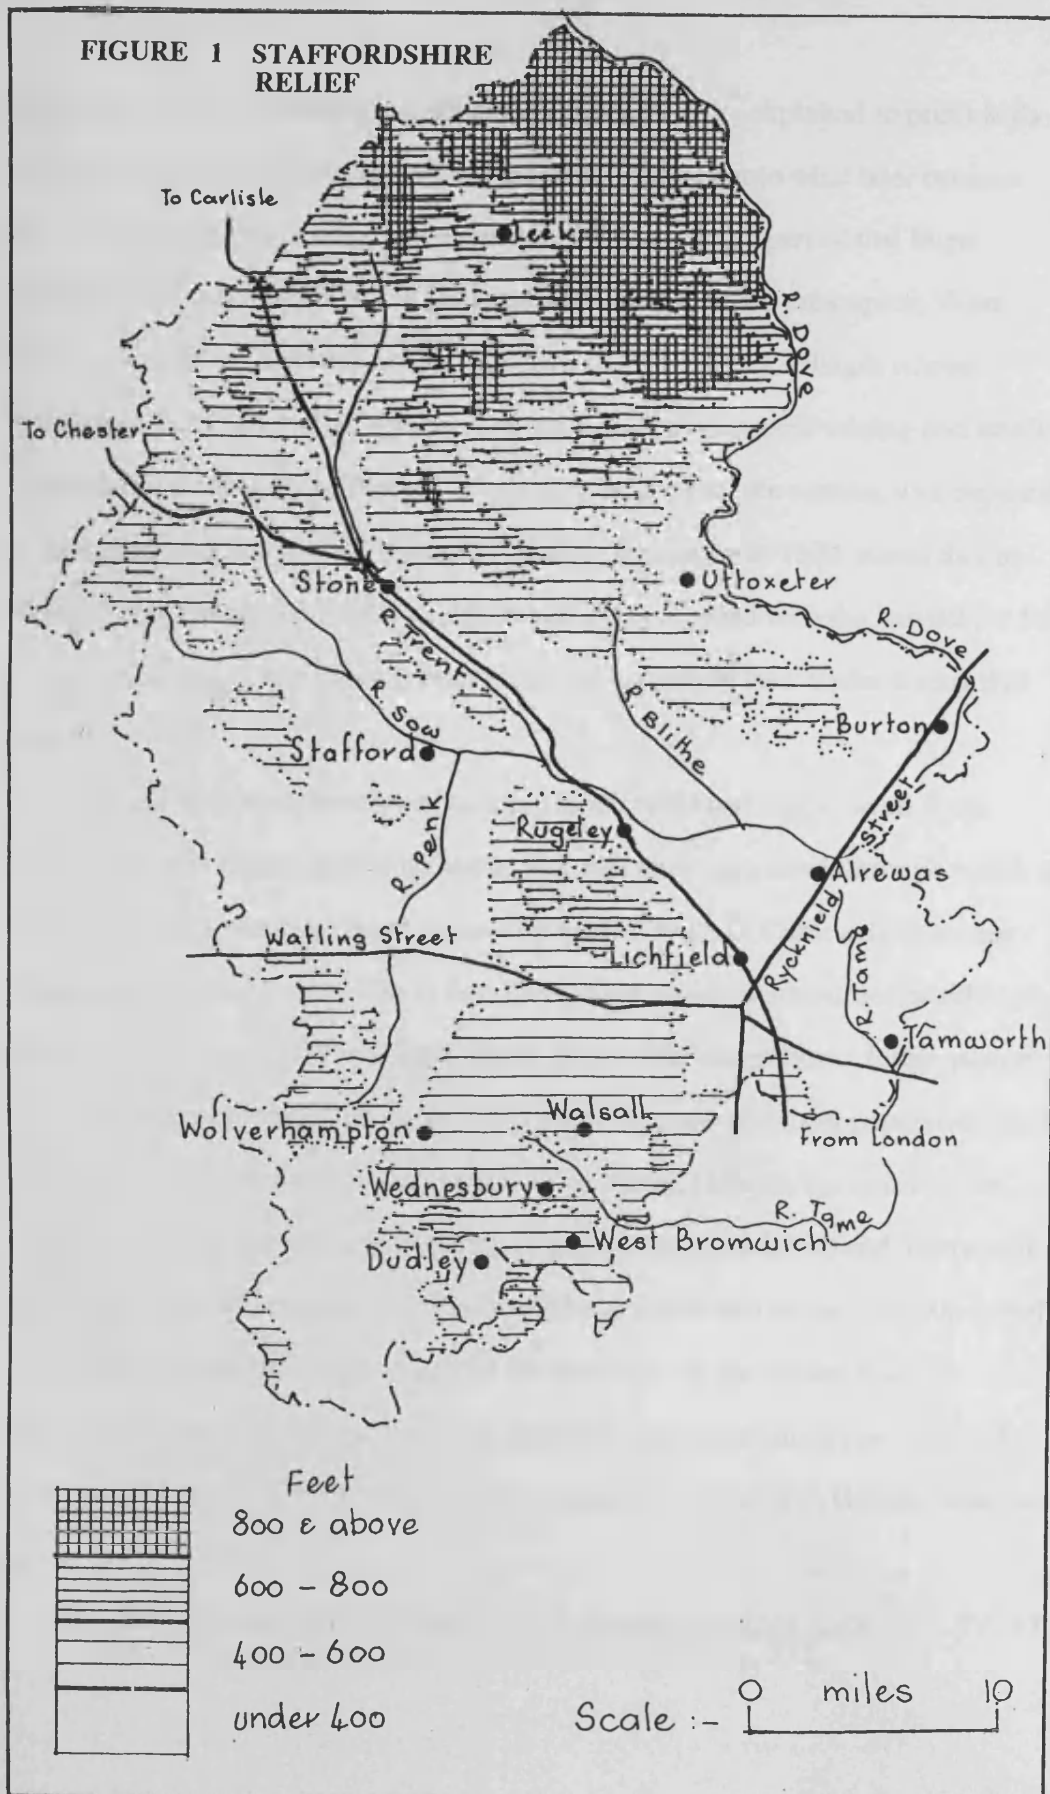 FIGURE 1 STAFFORDSHIRE
RELIEF
To Carlisle
Leek
R. Dove
To Chester
Stone
Uttoxeter
R. Trent
R. Dove
R. Sow
R. Blithe
Burton
Stafford
R. Penk
Rugeley
Street
Alrewas
Watling Street
Lichfield
Rycknield
R. Tame
Tamworth
Walsall
Wolverhampton
From London
Wednesbury
R. Tame
West Bromwich
Dudley
Feet
800 & above
600 - 800
400 - 600
under 400
0 miles 10
Scale :-